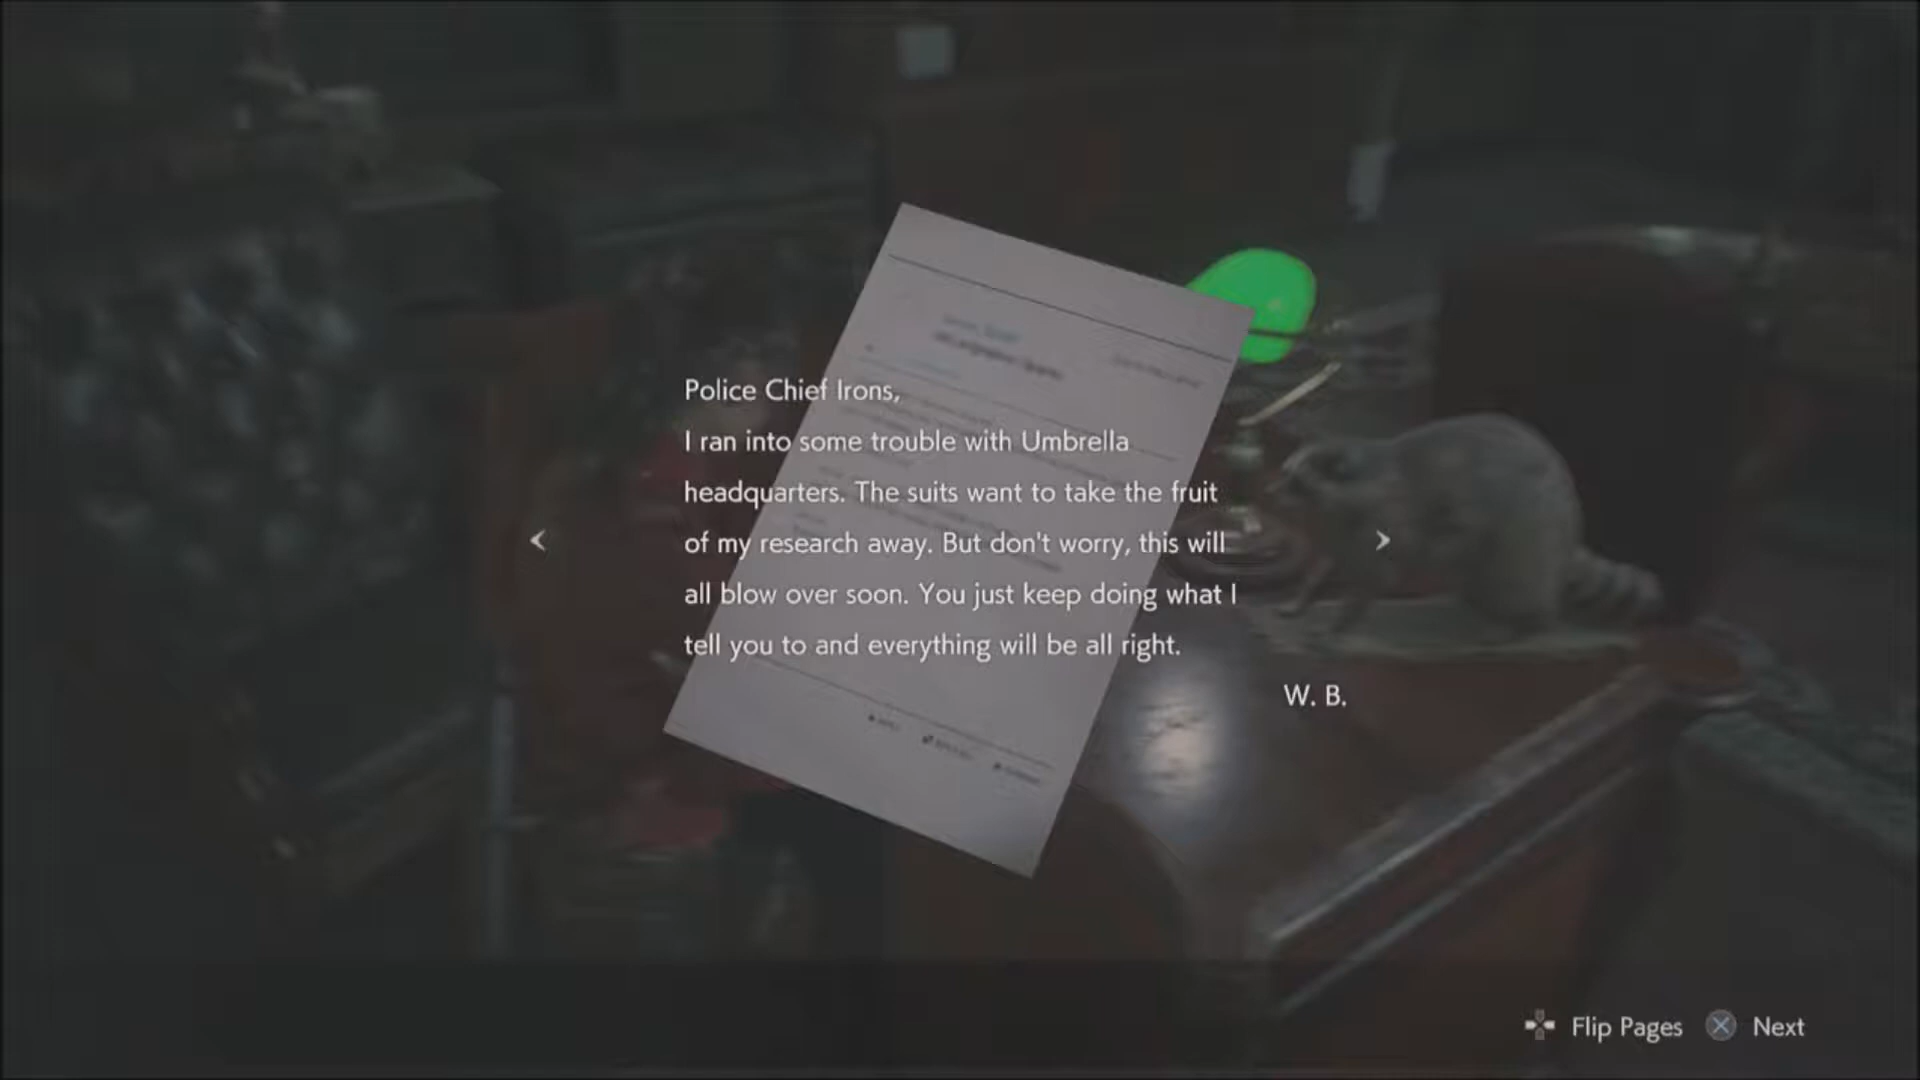 Police Chief Irons,
I ran into some trouble with Umbrella
headquarters. The suits want to take the fruit
of my research away. But don't worry, this will
all blow over soon. You just keep doing what I
tell you to and everything will be all right.
W. B.
Flip Pages
Next